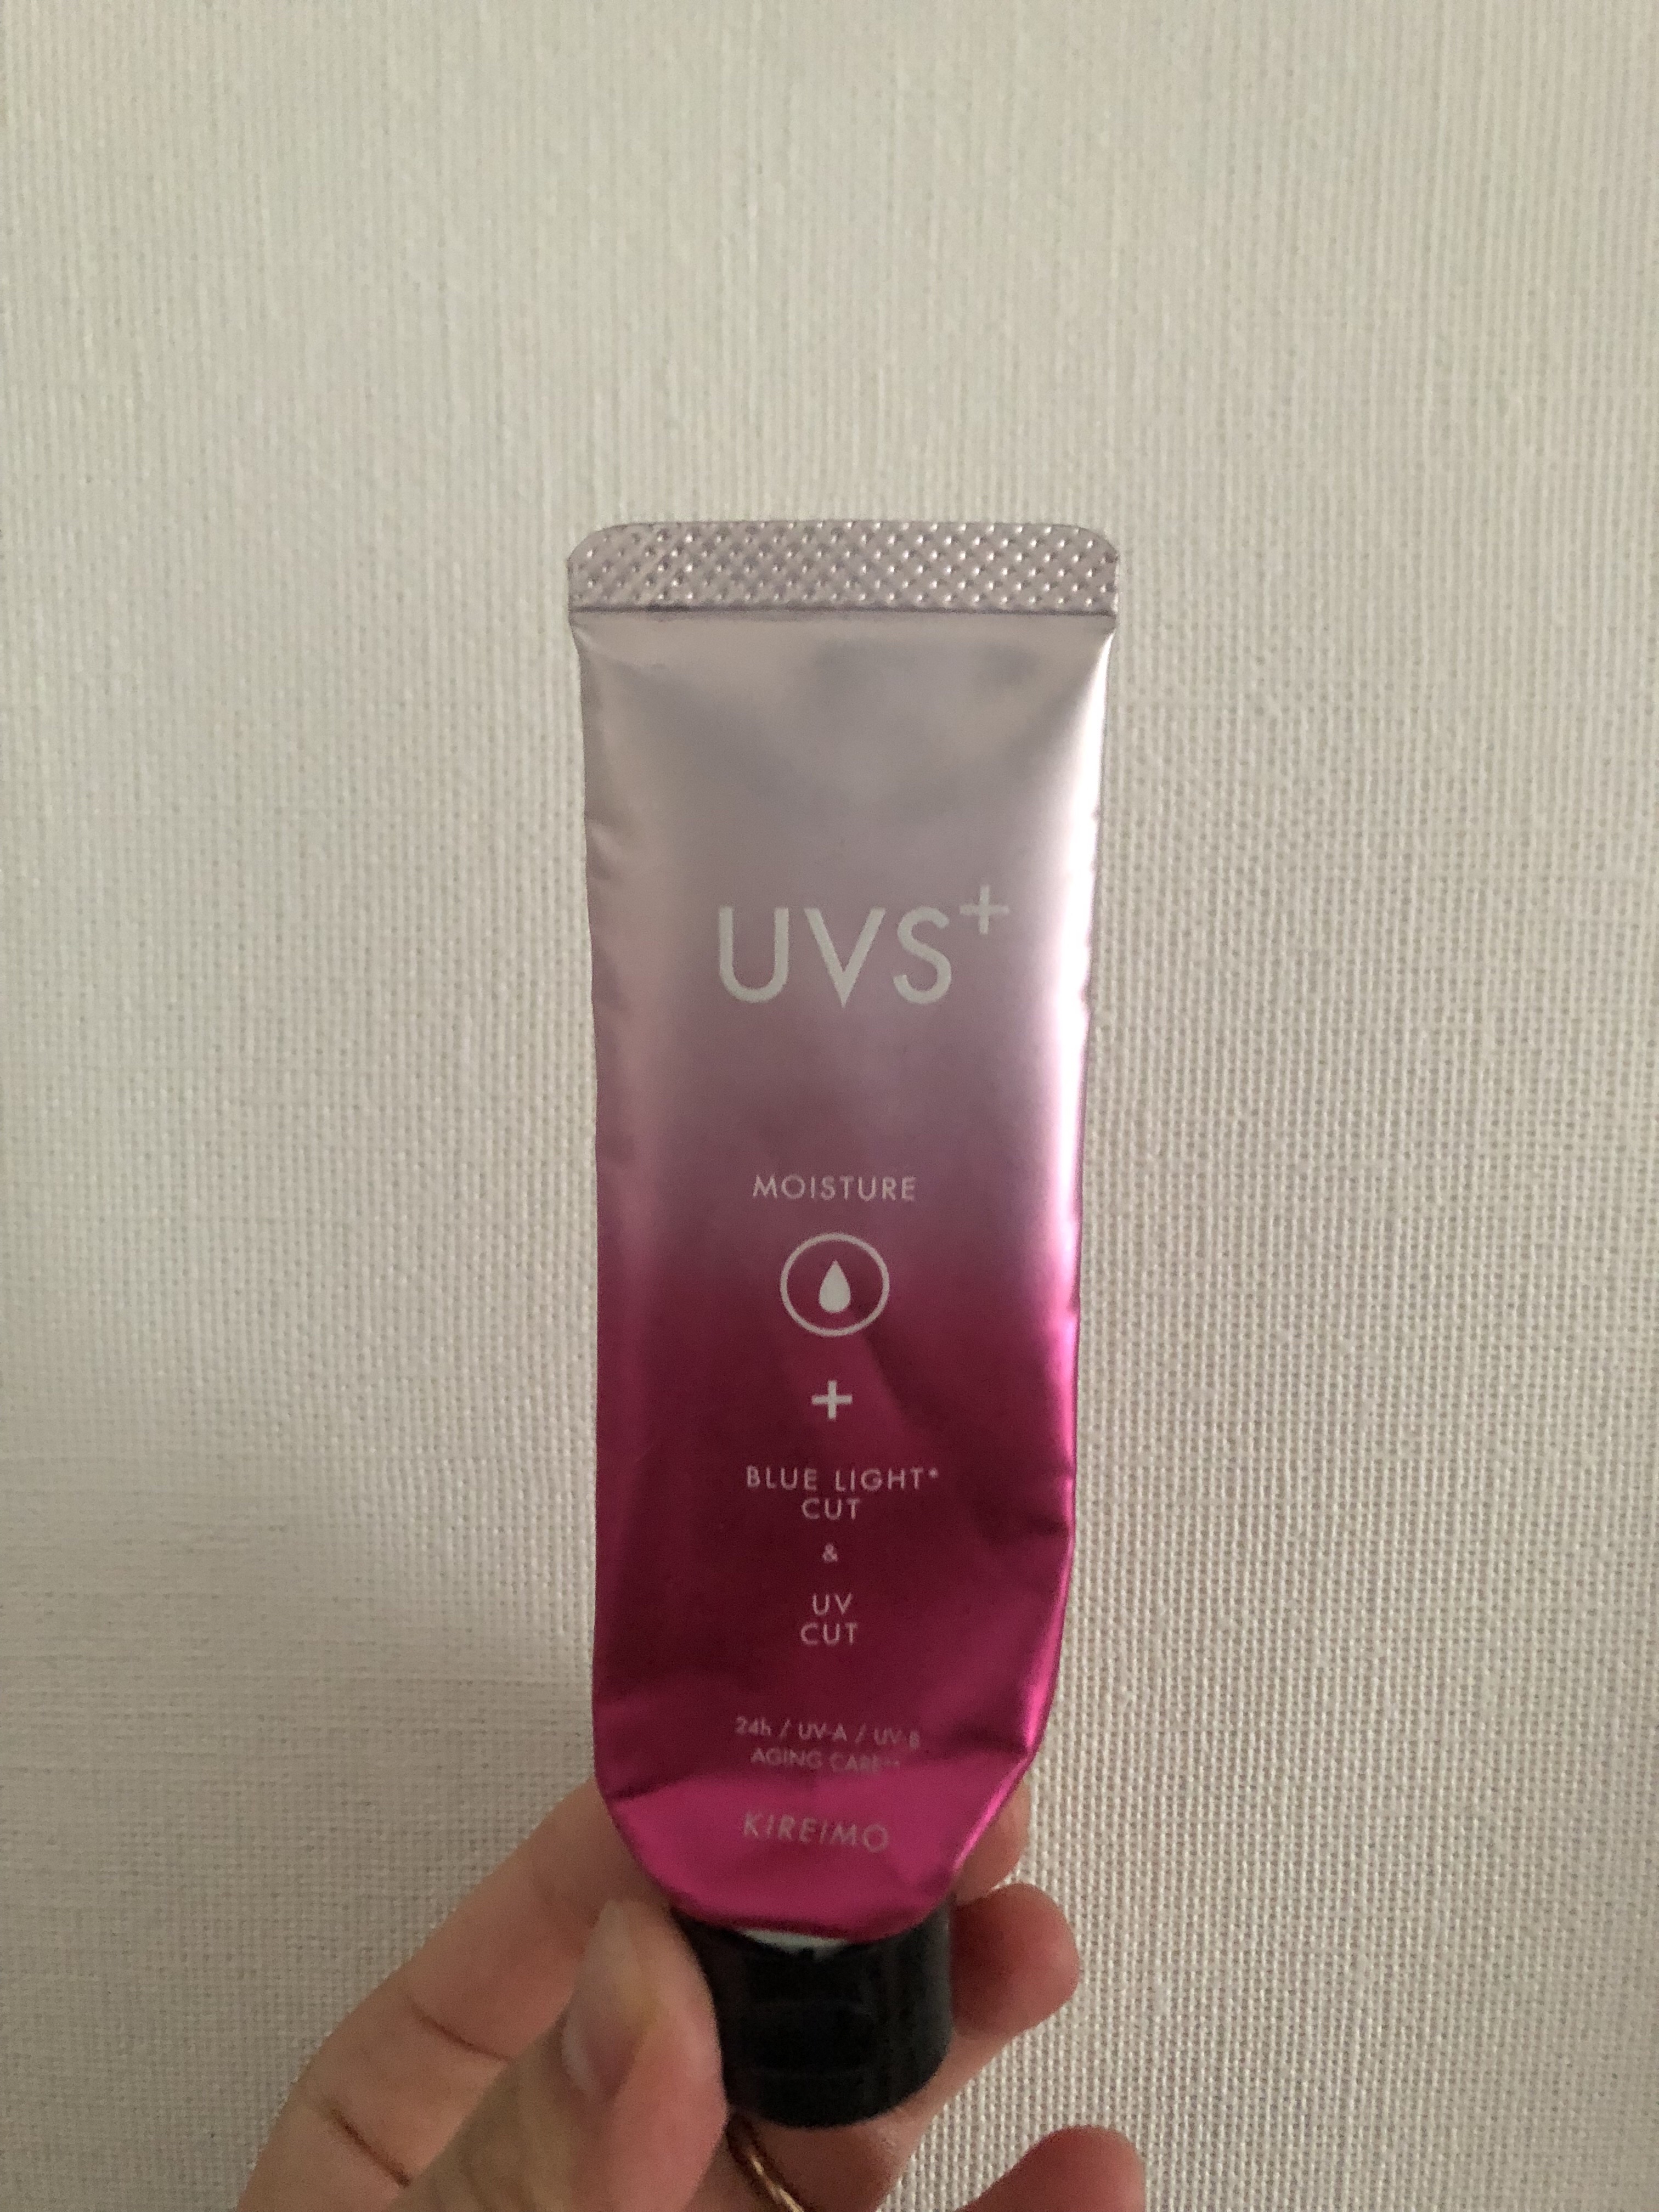 UVS+
MOISTURE
+
BLUE LIGHT*
CUT
&
UV
CUT
24h / UV-A / UV-B
AGING CARE**
KIREIMO